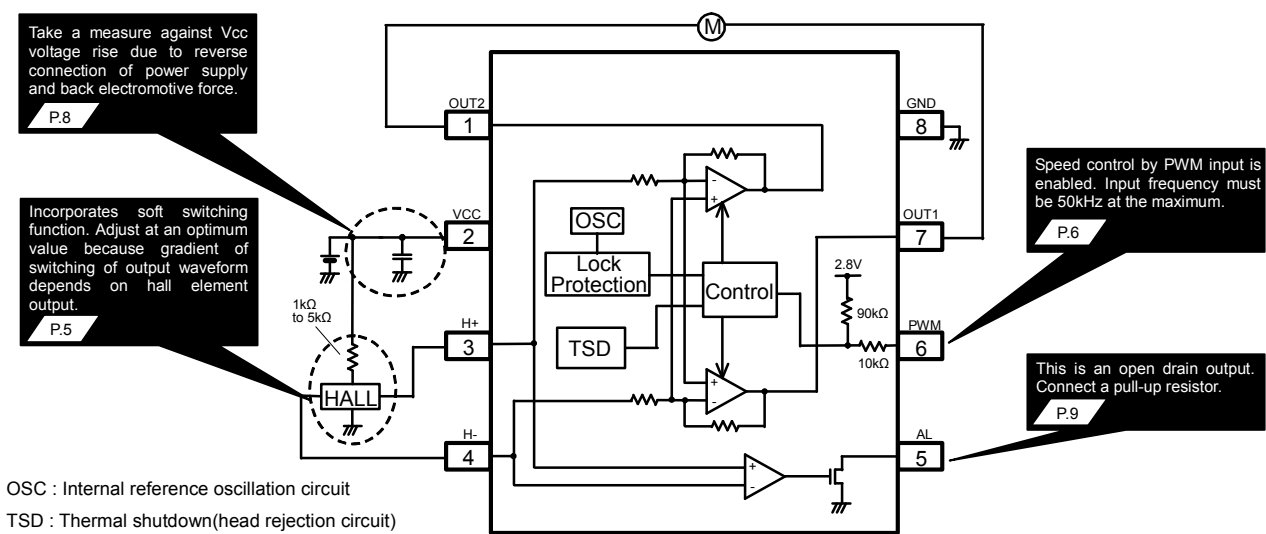 Take a measure against Vcc
voltage rise due to reverse
connection of power supply
and back electromotive force.
P.8
Incorporates soft switching
function. Adjust at an optimum
value because gradient of
switching of output waveform
depends on hall element
output.
P.5
M
OUT2
1
VCC
2
1kΩ
to 5kΩ
H+
3
HALL
H-
4
OSC
Lock
Protection
TSD
Control
-
+
+
-
+
-
2.8V
90kΩ
10kΩ
GND
8
OUT1
7
PWM
6
AL
5
Speed control by PWM input is
enabled. Input frequency must
be 50kHz at the maximum.
P.6
This is an open drain output.
Connect a pull-up resistor.
P.9
OSC : Internal reference oscillation circuit
TSD : Thermal shutdown(head rejection circuit)